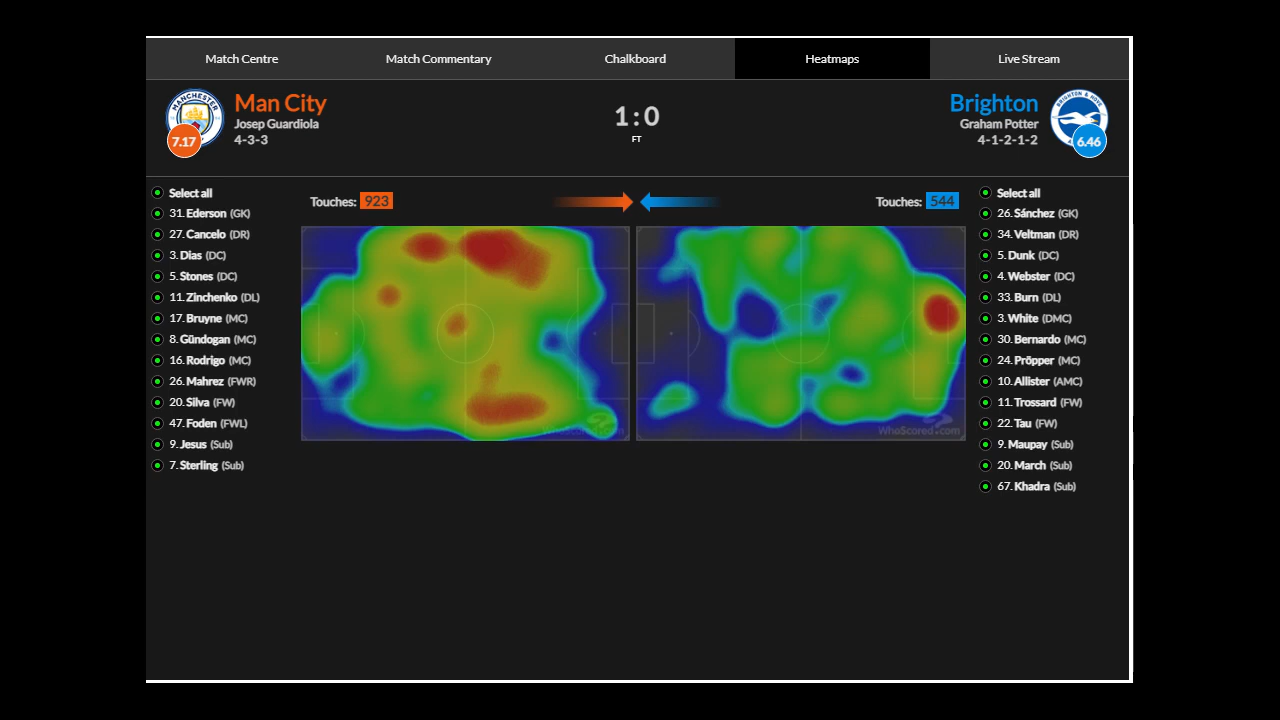 Match Centre
Match Commentary
Chalkboard
Heatmaps
Live Stream
MANCHESTER
CITY
7.17
Man City
Josep Guardiola
4-3-3
1 : 0
FT
Brighton
Graham Potter
4-1-2-1-2
BRIGHTON & HOVE
6.46
Select all
31. Ederson (GK)
27. Cancelo (DR)
3. Dias (DC)
5. Stones (DC)
11. Zinchenko (DL)
17. Bruyne (MC)
8. Gündogan (MC)
16. Rodrigo (MC)
26. Mahrez (FWR)
20. Silva (FW)
47. Foden (FWL)
9. Jesus (Sub)
7. Sterling (Sub)
Touches: 923
Touches: 544
WhoScored.com
WhoScored.com
Select all
26. Sánchez (GK)
34. Veltman (DR)
5. Dunk (DC)
4. Webster (DC)
33. Burn (DL)
3. White (DMC)
30. Bernardo (MC)
24. Pröpper (MC)
10. Allister (AMC)
11. Trossard (FW)
22. Tau (FW)
9. Maupay (Sub)
20. March (Sub)
67. Khadra (Sub)